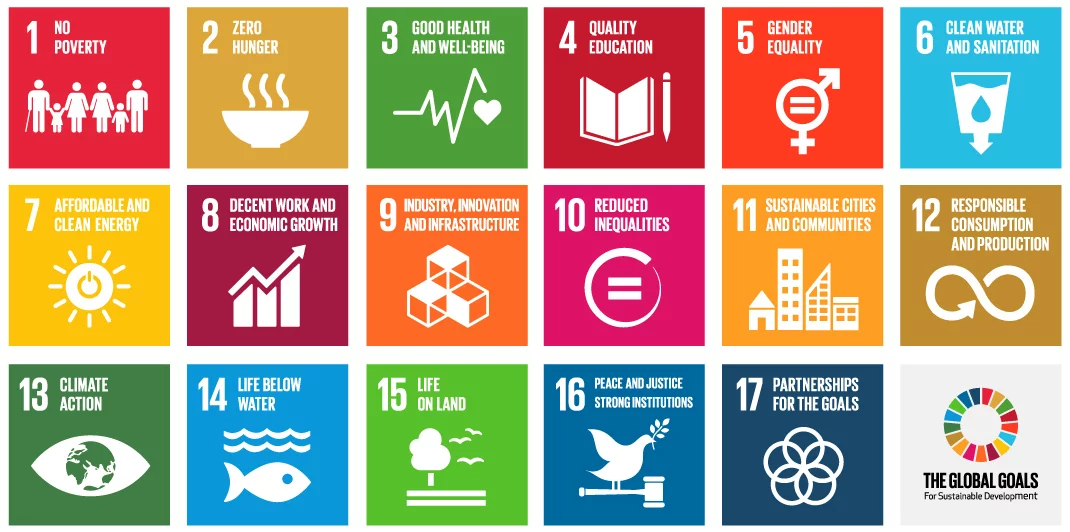 1 NO
POVERTY
2 ZERO
HUNGER
3 GOOD HEALTH
AND WELL-BEING
4 QUALITY
EDUCATION
5 GENDER
EQUALITY
6 CLEAN WATER
AND SANITATION
7 AFFORDABLE AND
CLEAN ENERGY
8 DECENT WORK AND
ECONOMIC GROWTH
9 INDUSTRY, INNOVATION
AND INFRASTRUCTURE
10 REDUCED
INEQUALITIES
11 SUSTAINABLE CITIES
AND COMMUNITIES
12 RESPONSIBLE
CONSUMPTION
AND PRODUCTION
13 CLIMATE
ACTION
14 LIFE BELOW
WATER
15 LIFE
ON LAND
16 PEACE AND JUSTICE
STRONG INSTITUTIONS
17 PARTNERSHIPS
FOR THE GOALS
THE GLOBAL GOALS
For Sustainable Development